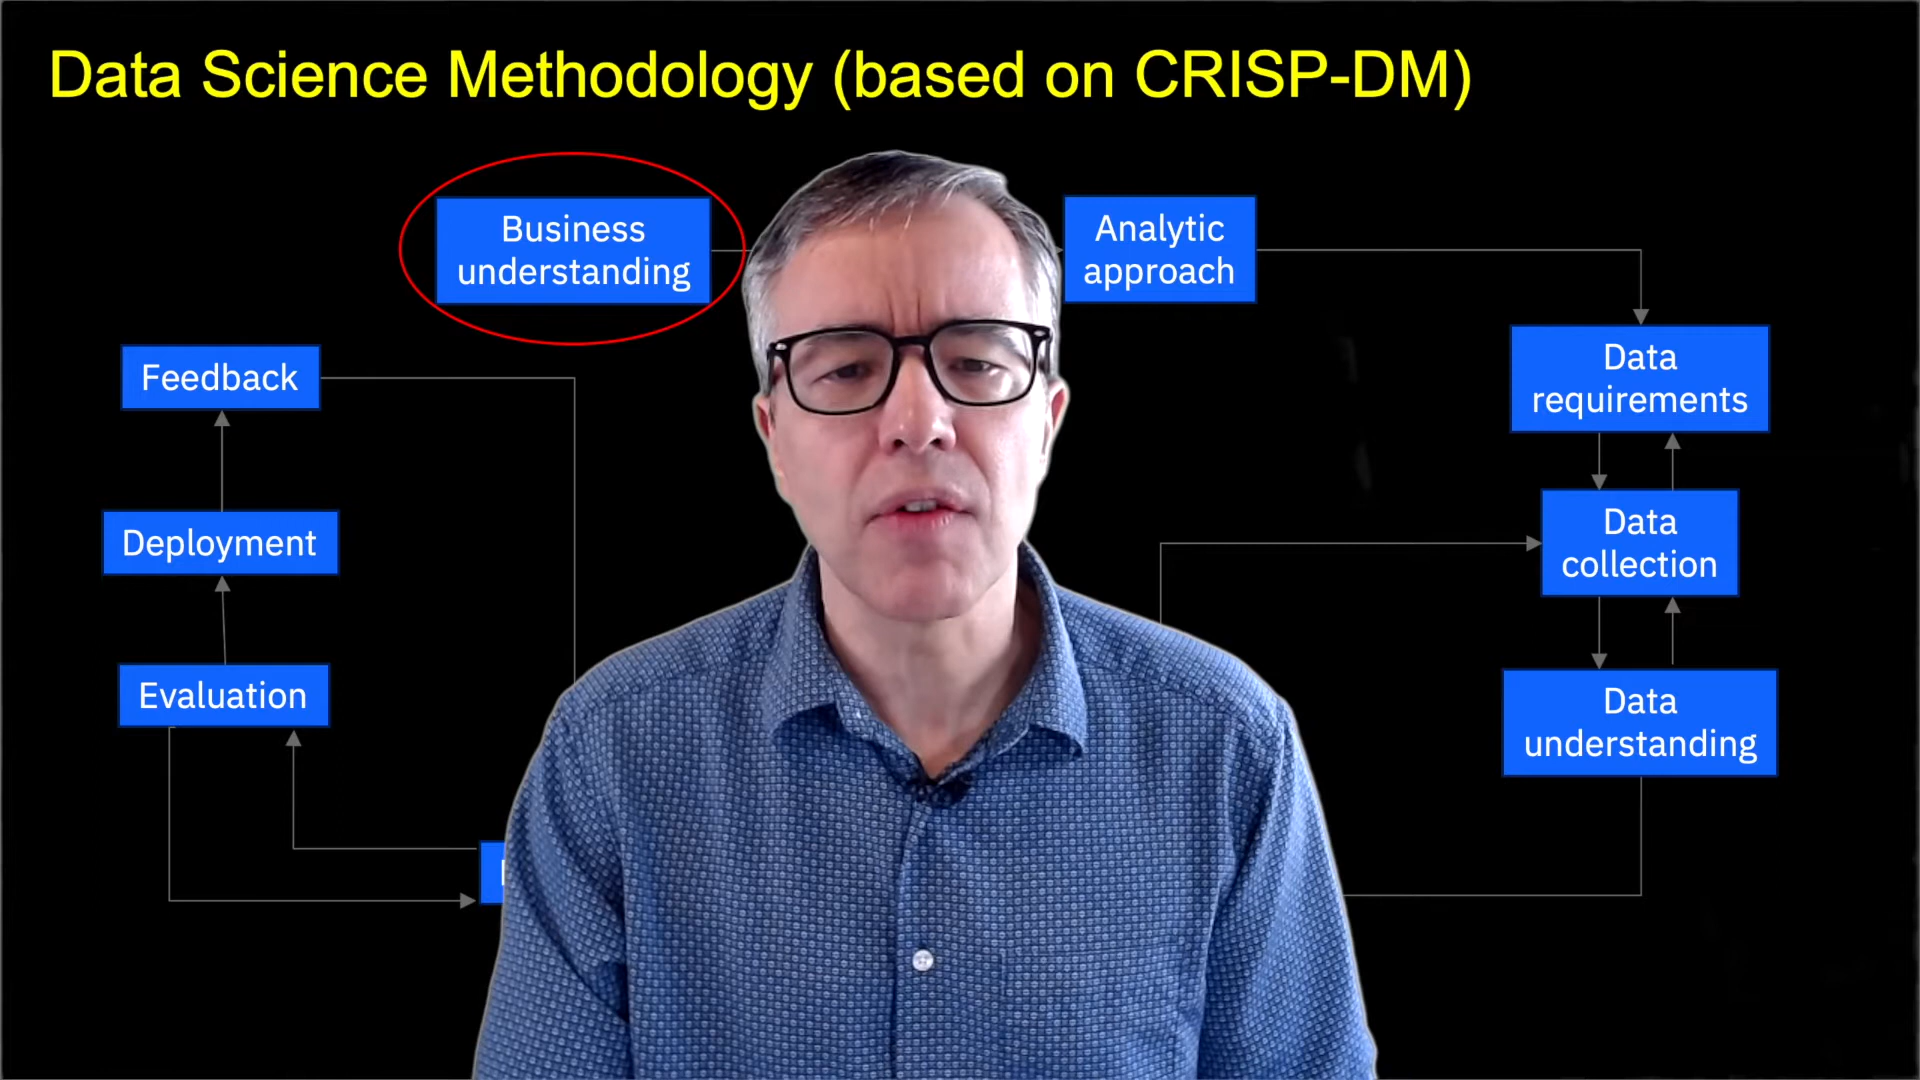 Data Science Methodology (based on CRISP-DM)
Business
understanding
Analytic
approach
Data
requirements
Data
collection
Data
understanding
Feedback
Deployment
Evaluation